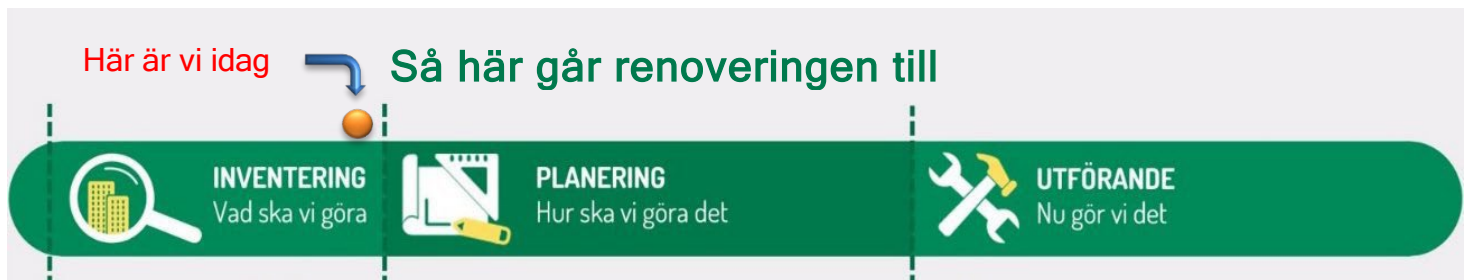 Här är vi idag
Så här går renoveringen till
INVENTERING
Vad ska vi göra
PLANERING
Hur ska vi göra det
UTFÖRANDE
Nu gör vi det